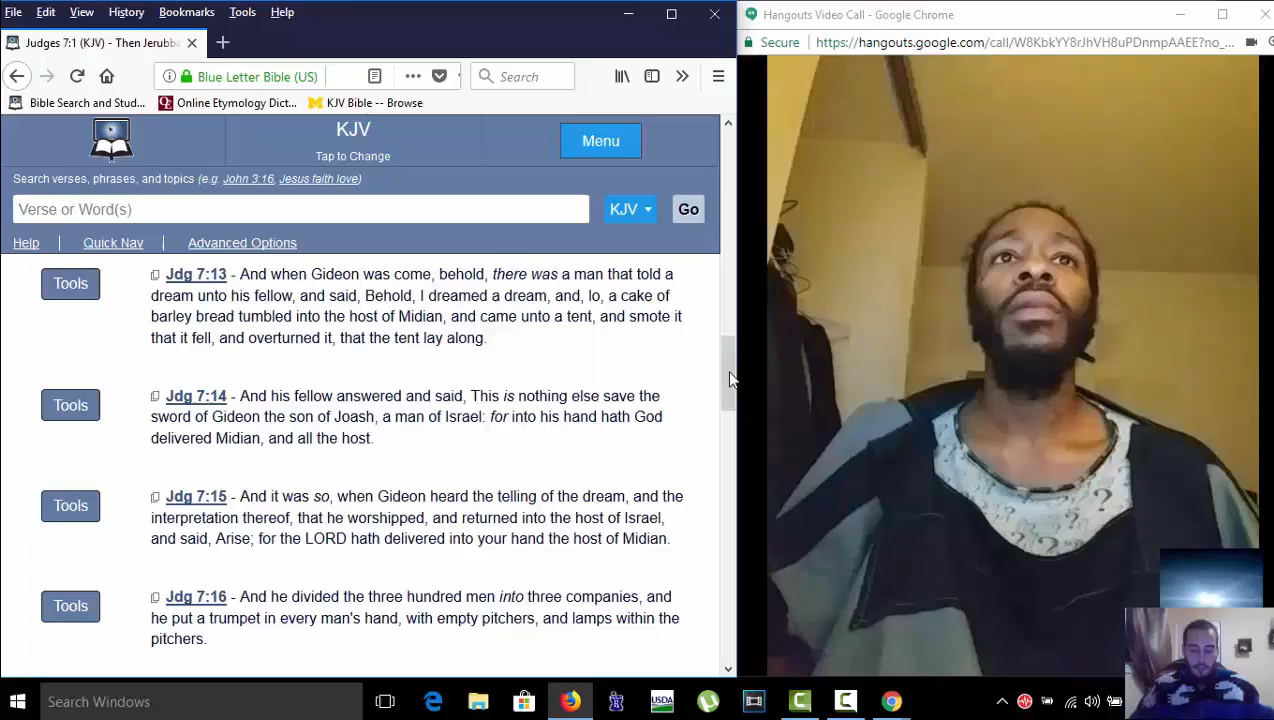 File Edit View History Bookmarks Tools Help
Judges 7:1 (KJV) - Then Jerubba
Blue Letter Bible (US)
Search
Bible Search and Stud... Online Etymology Dict... KJV Bible -- Browse
KJV
Tap to Change
Menu
Search verses, phrases, and topics (e.g. John 3:16, Jesus faith love)
Verse or Word(s)
KJV
Go
Help Quick Nav Advanced Options
Tools
Jdg 7:13 - And when Gideon was come, behold, there was a man that told a
dream unto his fellow, and said, Behold, I dreamed a dream, and, lo, a cake of
barley bread tumbled into the host of Midian, and came unto a tent, and smote it
that it fell, and overturned it, that the tent lay along.
Tools
Jdg 7:14 - And his fellow answered and said, This is nothing else save the
sword of Gideon the son of Joash, a man of Israel: for into his hand hath God
delivered Midian, and all the host.
Tools
Jdg 7:15 - And it was so, when Gideon heard the telling of the dream, and the
interpretation thereof, that he worshipped, and returned into the host of Israel,
and said, Arise; for the LORD hath delivered into your hand the host of Midian.
Tools
Jdg 7:16 - And he divided the three hundred men into three companies, and
he put a trumpet in every man's hand, with empty pitchers, and lamps within the
pitchers.
Hangouts Video Call - Google Chrome
Secure https://hangouts.google.com/call/W8KbkYY8rJhVH8uPDnmpAAEE?no_...
Search Windows
USDA